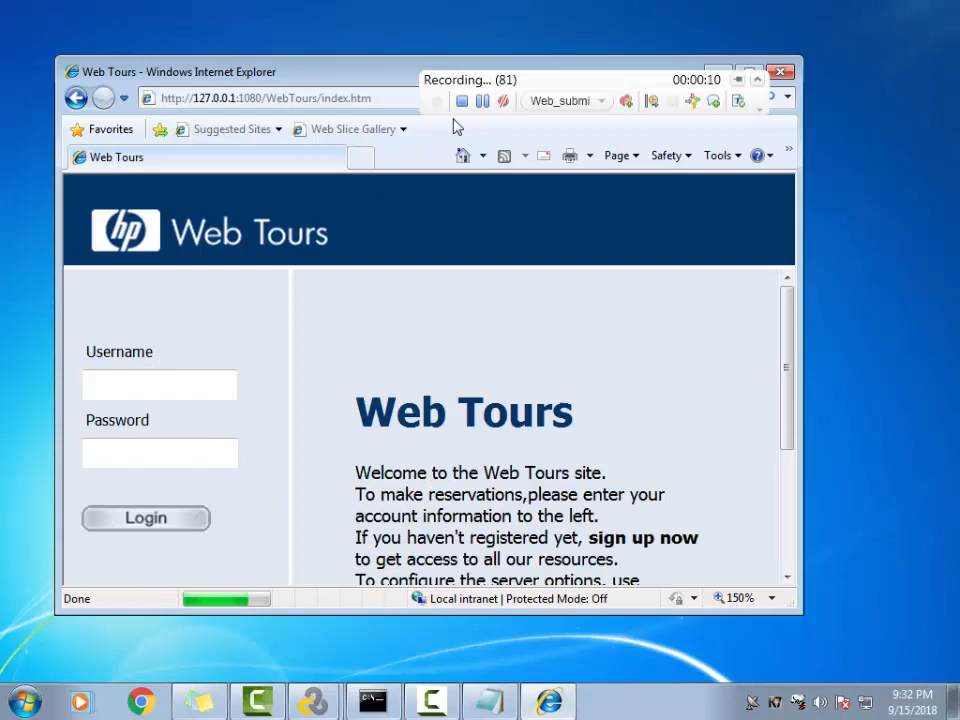 Web Tours - Windows Internet Explorer
Recording... (81)
00:00:10
http://127.0.0.1:1080/WebTours/index.htm
Web_submi
Favorites
Suggested Sites
Web Slice Gallery
Web Tours
Page
Safety
Tools
hp Web Tours
Username
Password
Login
Web Tours
Welcome to the Web Tours site.
To make reservations,please enter your
account information to the left.
If you haven't registered yet, sign up now
to get access to all our resources.
To configure the server options, use
Done
Local intranet | Protected Mode: Off
150%
9:32 PM
9/15/2018